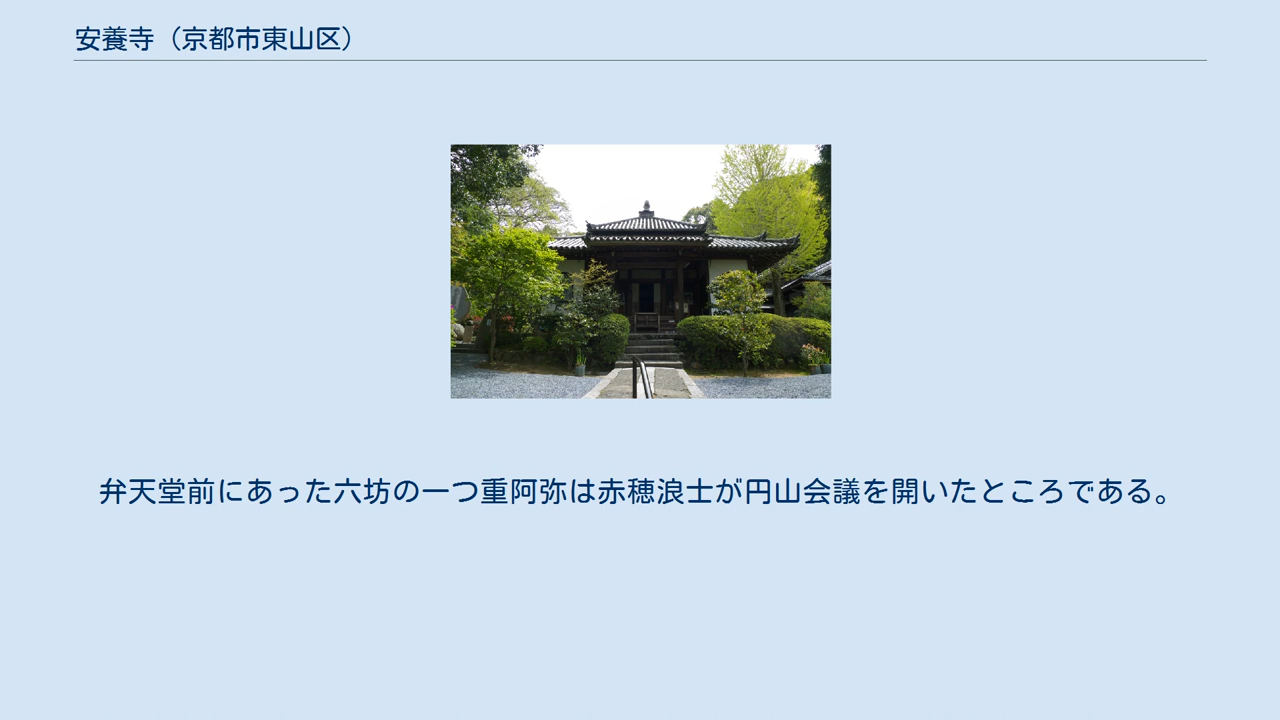 安養寺（京都市東山区）
弁天堂前にあった六坊の一つ重阿弥は赤穂浪士が円山会議を開いたところである。